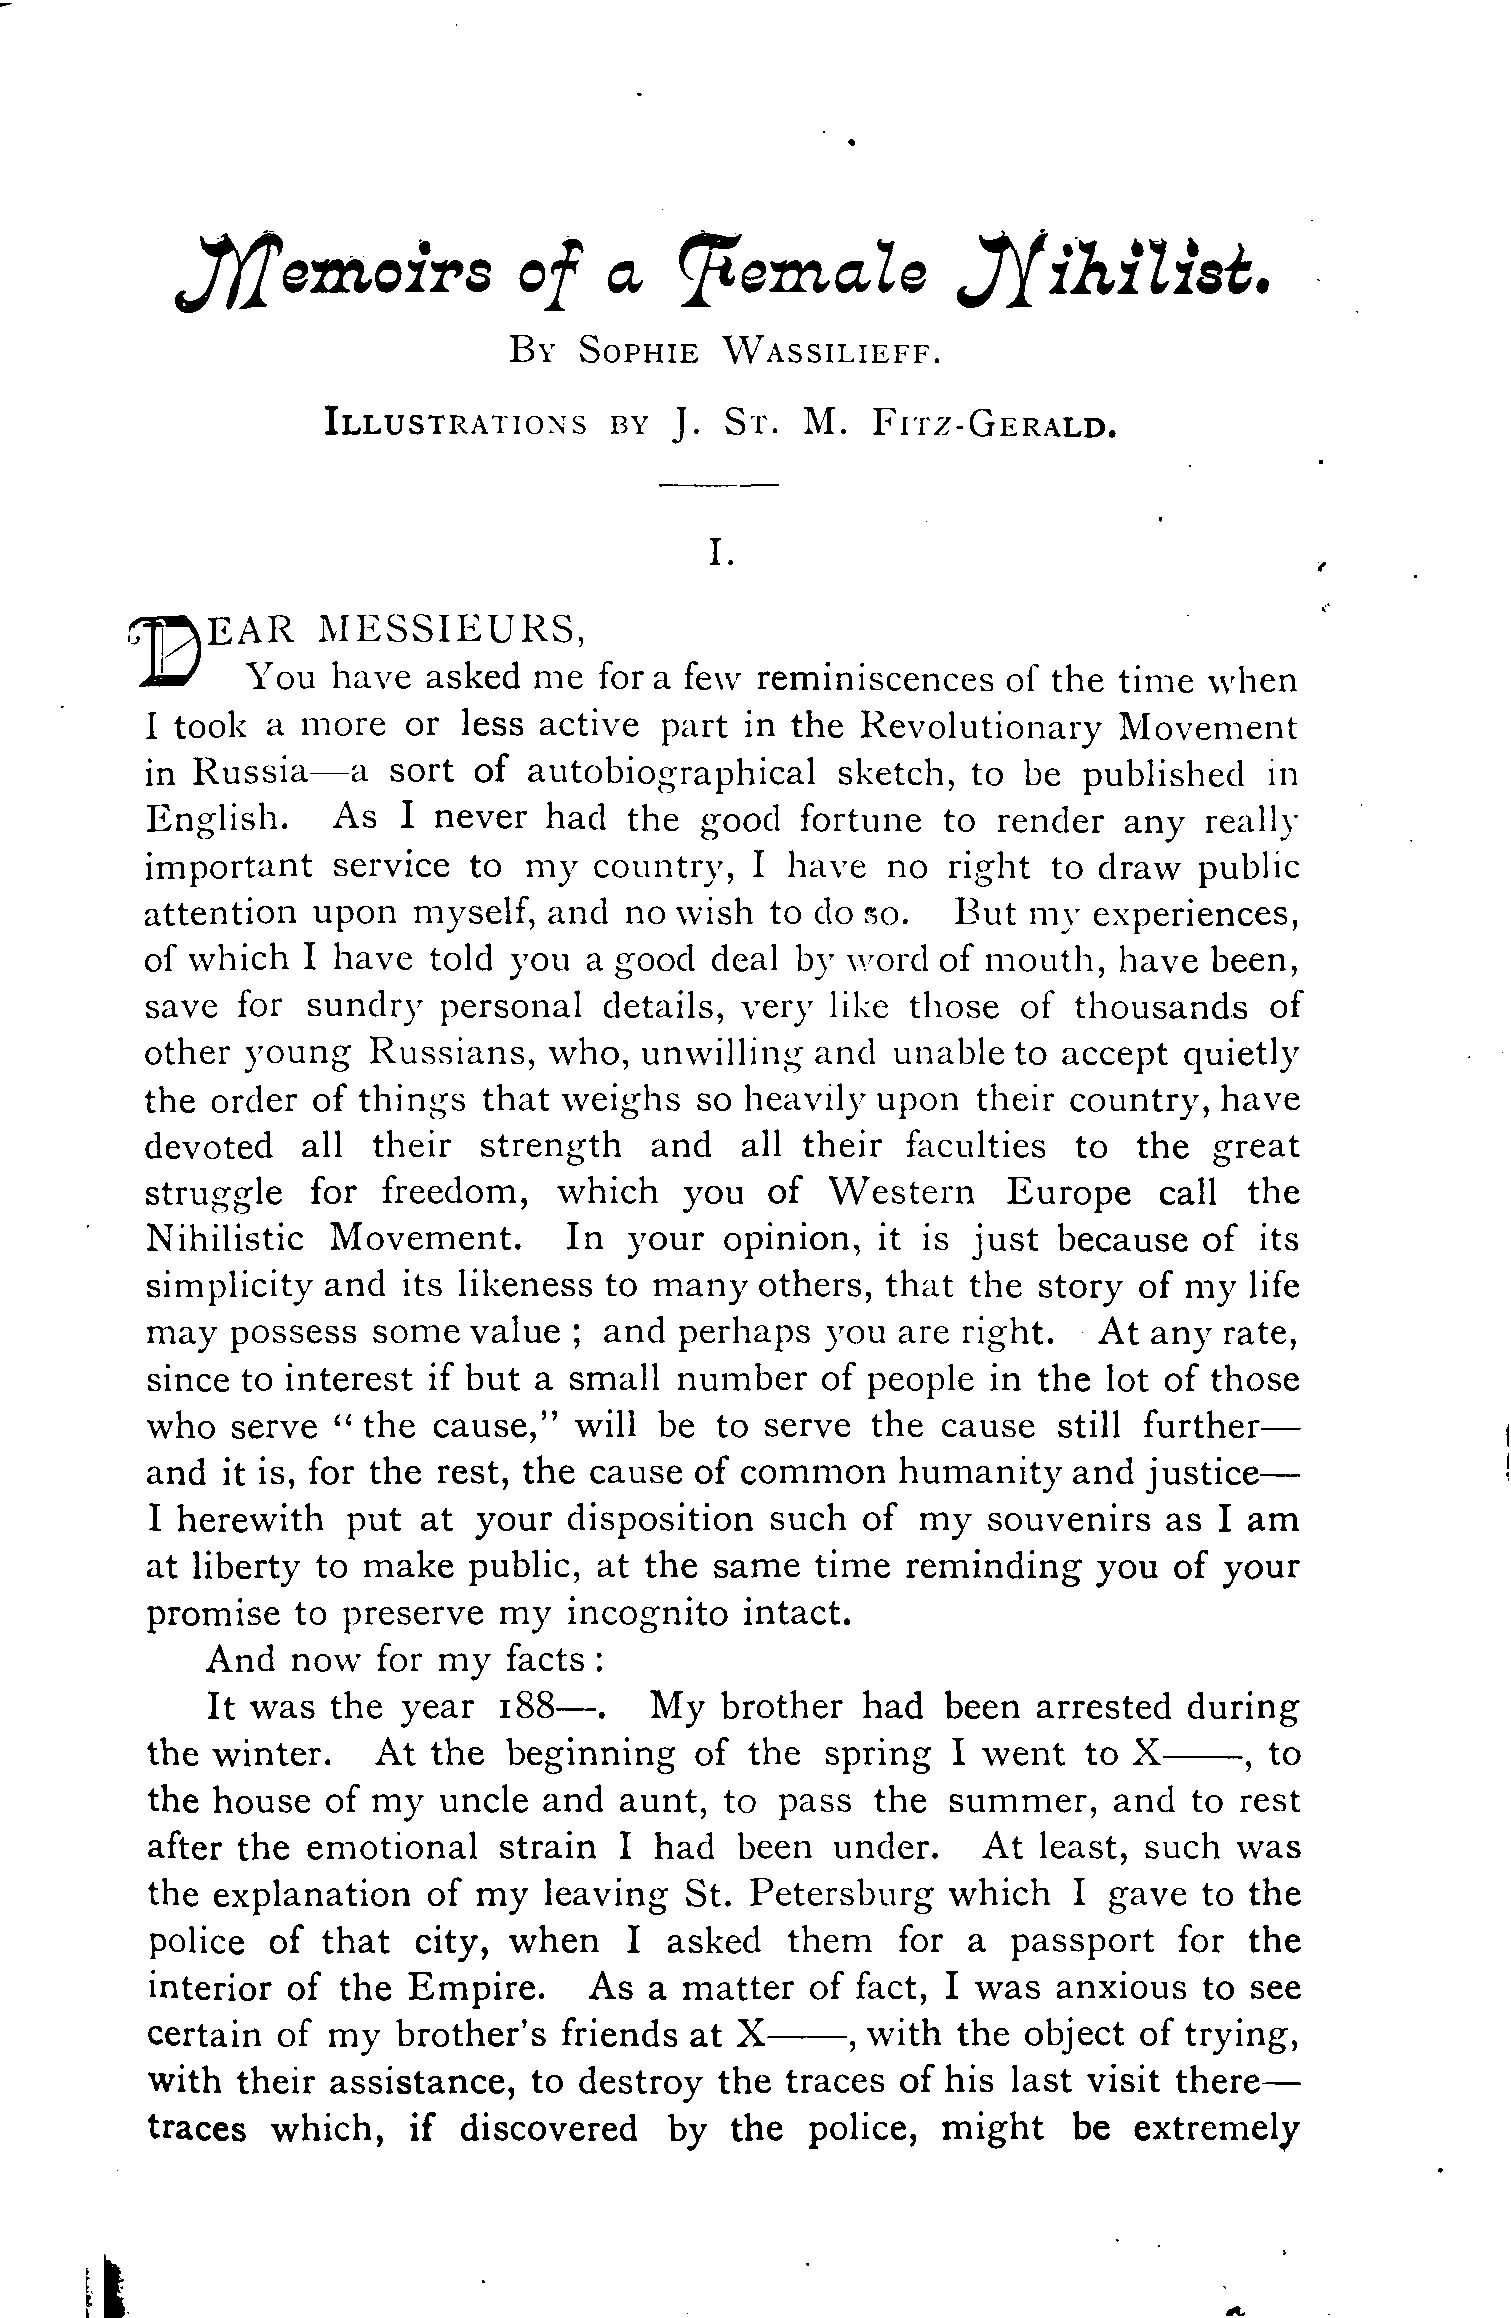 Memoirs of a Female Nihilist.
By Sophie Wassilieff.
Illustrations by J. St. M. Fitz-Gerald.
I.
DEAR MESSIEURS,
You have asked me for a few reminiscences of the time when
I took a more or less active part in the Revolutionary Movement
in Russia—a sort of autobiographical sketch, to be published in
English. As I never had the good fortune to render any really
important service to my country, I have no right to draw public
attention upon myself, and no wish to do so. But my experiences,
of which I have told you a good deal by word of mouth, have been,
save for sundry personal details, very like those of thousands of
other young Russians, who, unwilling and unable to accept quietly
the order of things that weighs so heavily upon their country, have
devoted all their strength and all their faculties to the great
struggle for freedom, which you of Western Europe call the
Nihilistic Movement. In your opinion, it is just because of its
simplicity and its likeness to many others, that the story of my life
may possess some value ; and perhaps you are right. At any rate,
since to interest if but a small number of people in the lot of those
who serve " the cause," will be to serve the cause still further—
and it is, for the rest, the cause of common humanity and justice—
I herewith put at your disposition such of my souvenirs as I am
at liberty to make public, at the same time reminding you of your
promise to preserve my incognito intact.
And now for my facts :
It was the year 188—. My brother had been arrested during
the winter. At the beginning of the spring I went to X——, to
the house of my uncle and aunt, to pass the summer, and to rest
after the emotional strain I had been under. At least, such was
the explanation of my leaving St. Petersburg which I gave to the
police of that city, when I asked them for a passport for the
interior of the Empire. As a matter of fact, I was anxious to see
certain of my brother's friends at X——, with the object of trying,
with their assistance, to destroy the traces of his last visit there—
traces which, if discovered by the police, might be extremely